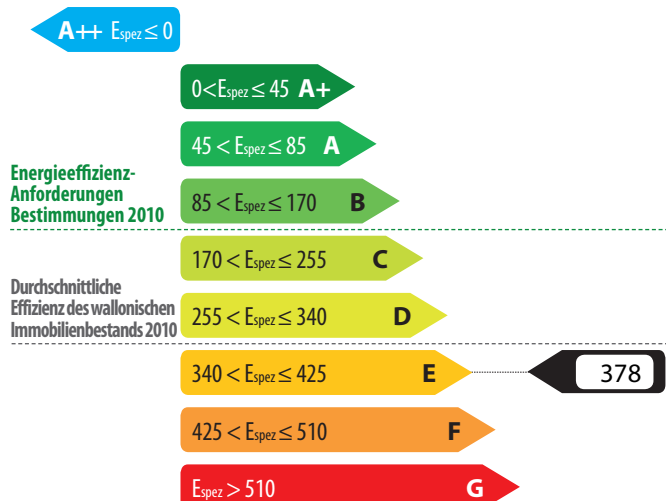 A++ Espez ≤ 0
0 < Espez ≤ 45 A+
45 < Espez ≤ 85 A
Energieeffizienz-
Anforderungen
Bestimmungen 2010
85 < Espez ≤ 170 B
170 < Espez ≤ 255 C
Durchschnittliche
Effizienz des wallonischen
Immobilienbestands 2010
255 < Espez ≤ 340 D
340 < Espez ≤ 425 E
378
425 < Espez ≤ 510 F
Espez > 510 G